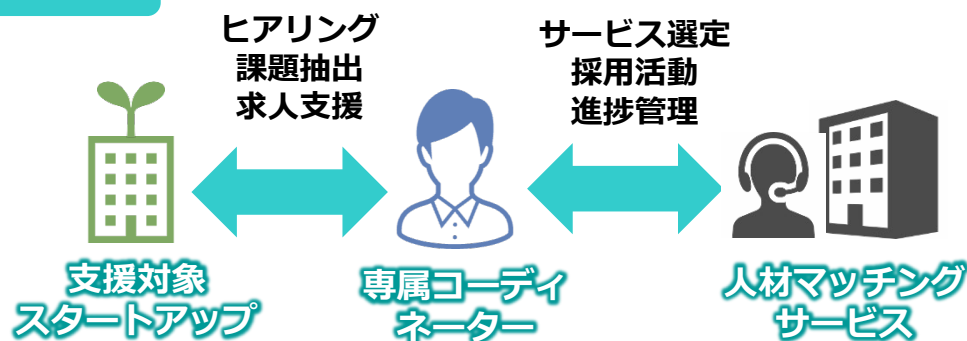 ヒアリング
課題抽出
求人支援
サービス選定
採用活動
進捗管理
支援対象
スタートアップ
専属コーディ
ネーター
人材マッチング
サービス